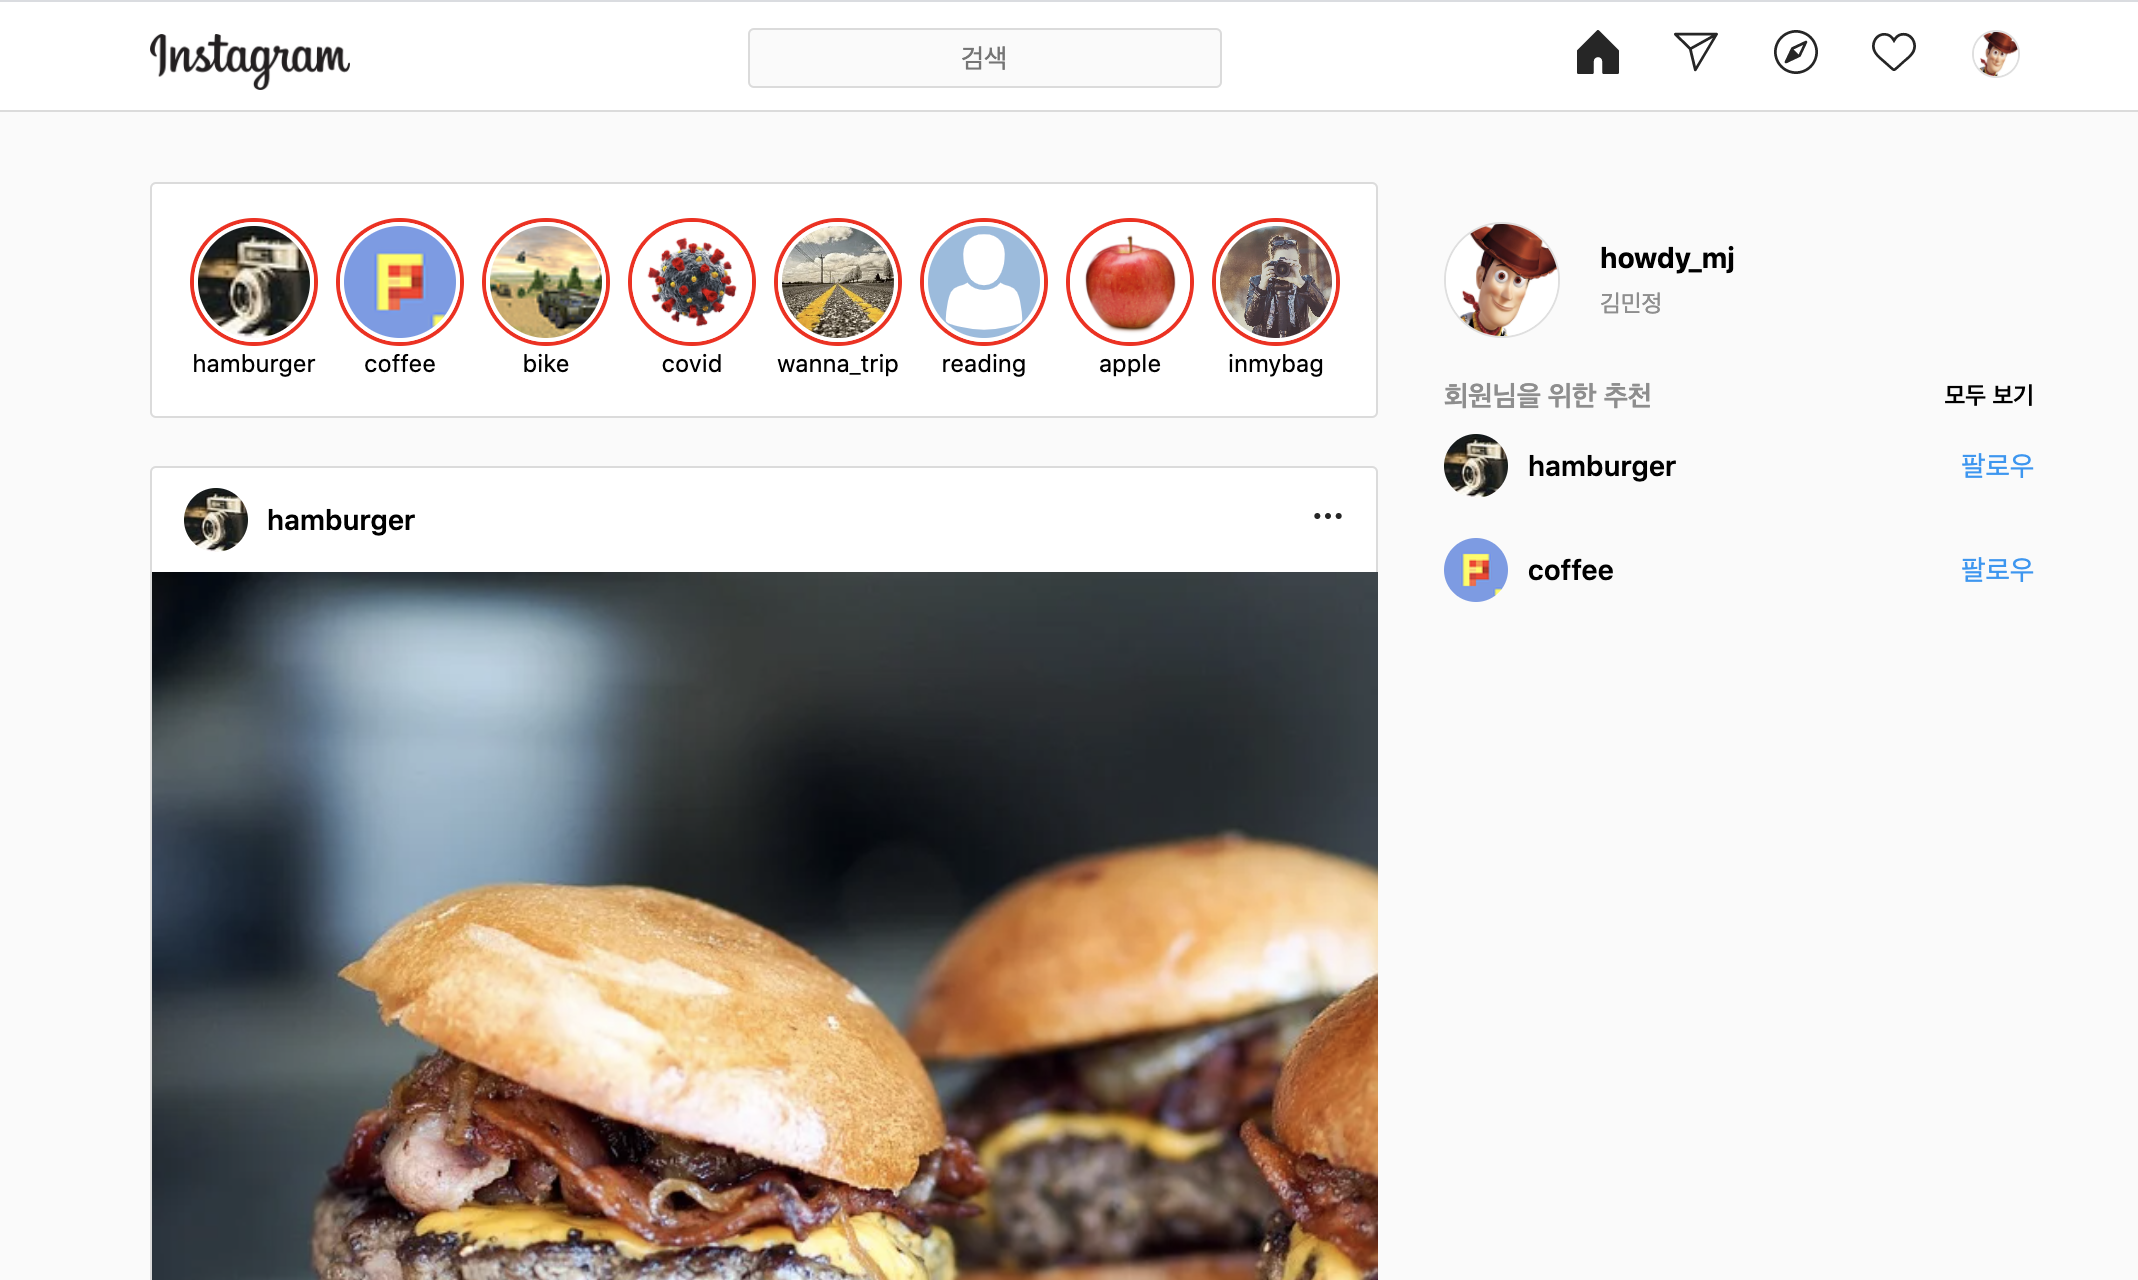 Instagram
검색
hamburger
coffee
bike
covid
wanna_trip
reading
apple
inmybag
howdy_mj
김민정
회원님을 위한 추천
모두 보기
hamburger
팔로우
coffee
팔로우
hamburger